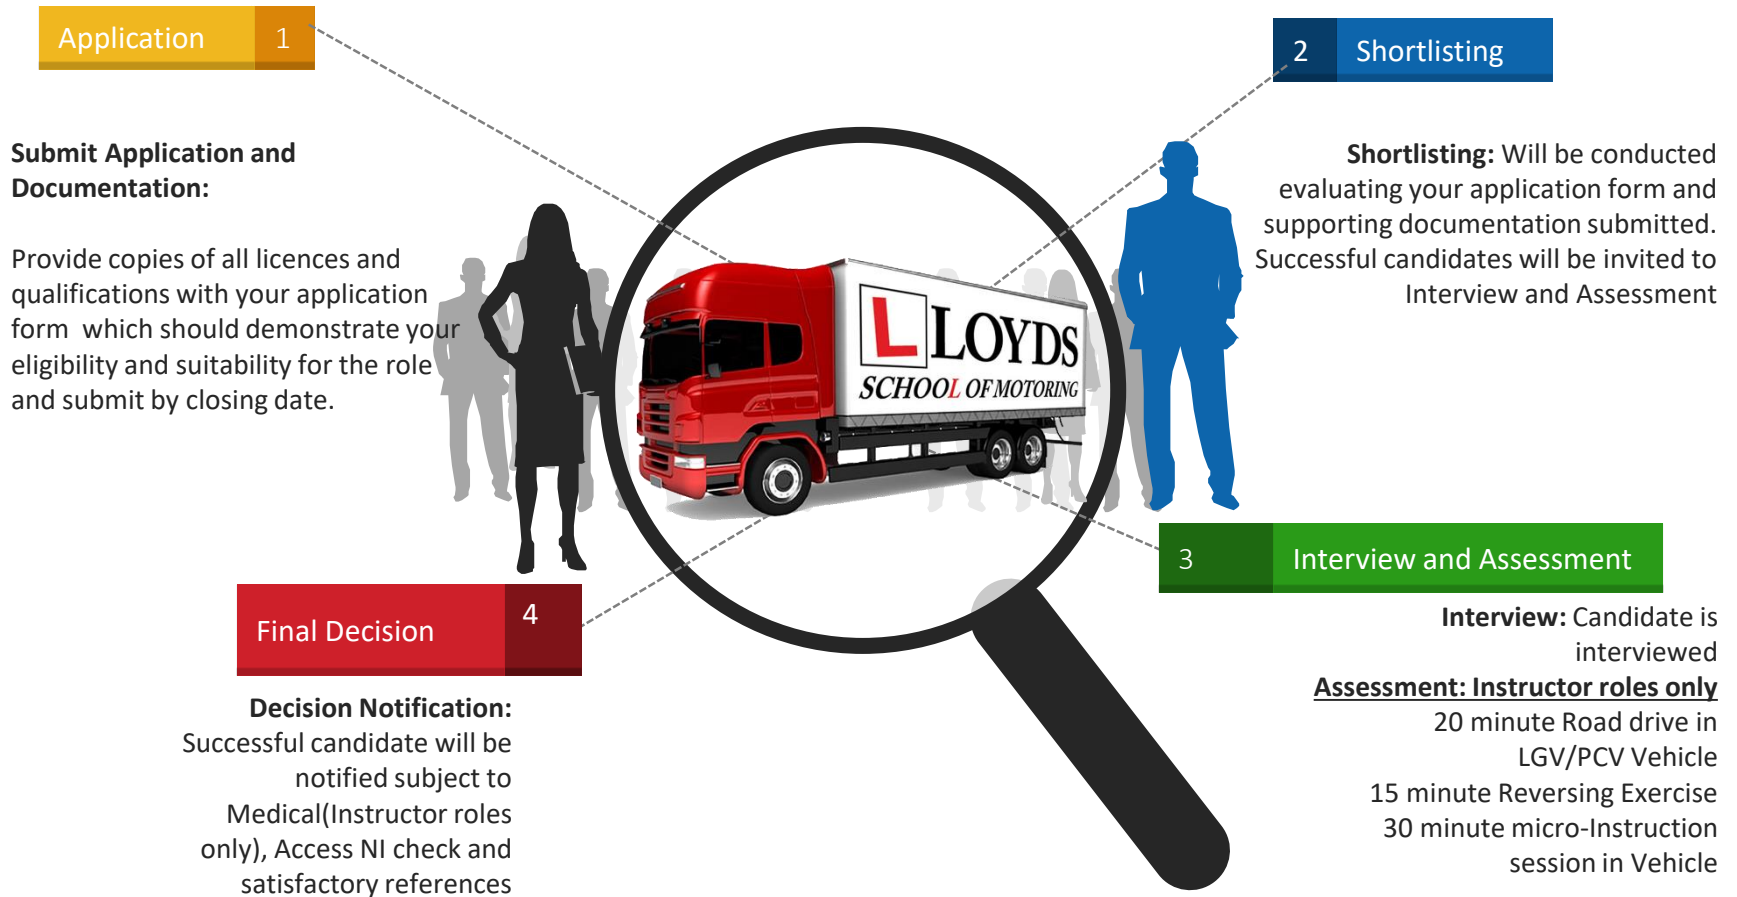 Application 1
Submit Application and
Documentation:
Provide copies of all licences and
qualifications with your application
form which should demonstrate your
eligibility and suitability for the role
and submit by closing date.
2 Shortlisting
Shortlisting: Will be conducted
evaluating your application form and
supporting documentation submitted.
Successful candidates will be invited to
Interview and Assessment
L LOYDS
SCHOOL OF MOTORING
3 Interview and Assessment
Interview: Candidate is
interviewed
Assessment: Instructor roles only
20 minute Road drive in
LGV/PCV Vehicle
15 minute Reversing Exercise
30 minute micro-Instruction
session in Vehicle
Final Decision 4
Decision Notification:
Successful candidate will be
notified subject to
Medical(Instructor roles
only), Access NI check and
satisfactory references